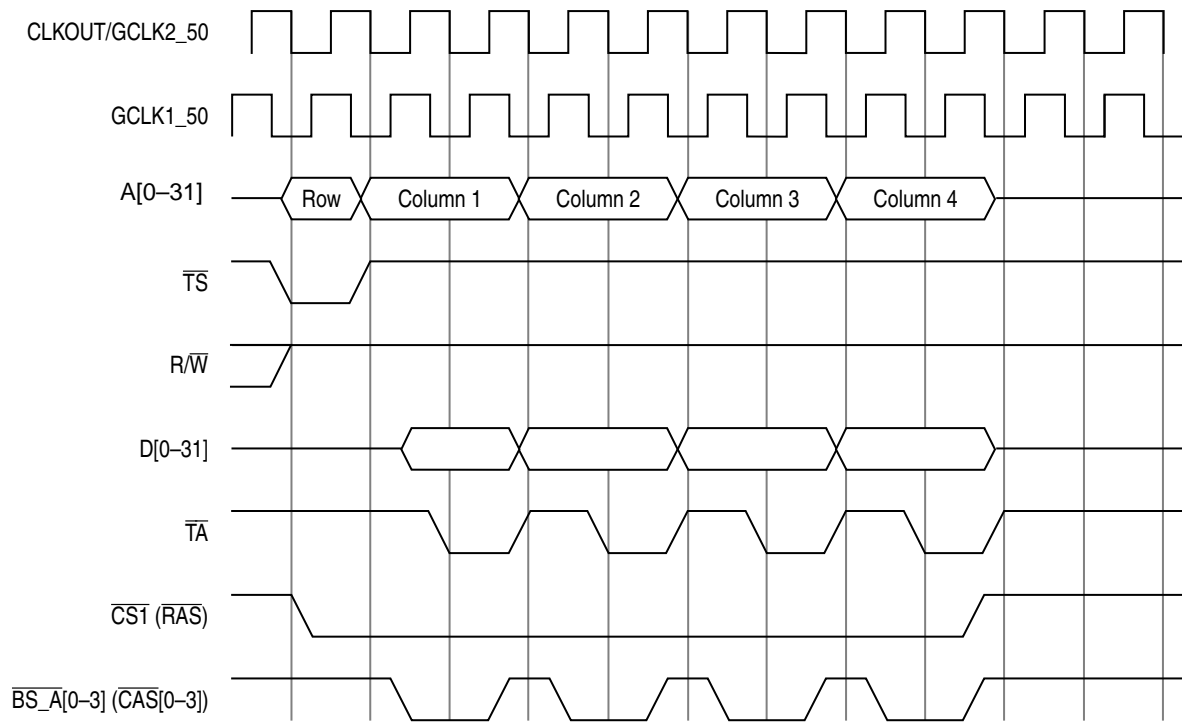 CLKOUT/GCLK2_50
GCLK1_50
A[0–31]
Row Column 1 Column 2 Column 3 Column 4
TS
R/W
D[0–31]
TA
CS1 (RAS)
BS_A[0–3] (CAS[0–3])